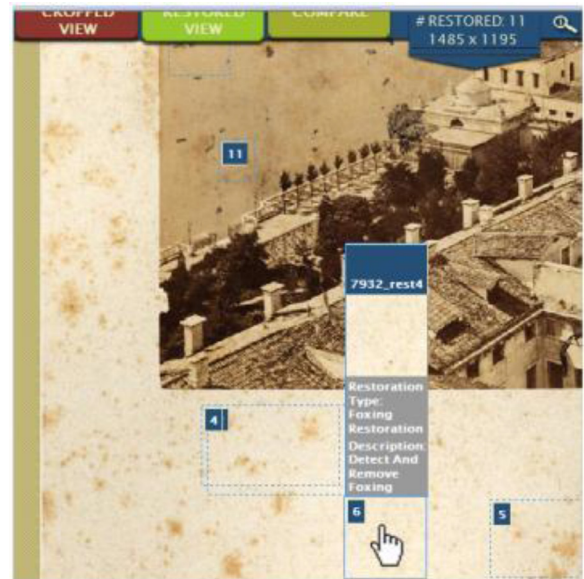 CROPPED
VIEW
RESTORED
VIEW
COMPARE
# RESTORED: 11
1485 x 1195
11
7932_rest4
Restoration
Type:
Foxing
Restoration
Description:
Detect And
Remove
Foxing
4
6
5